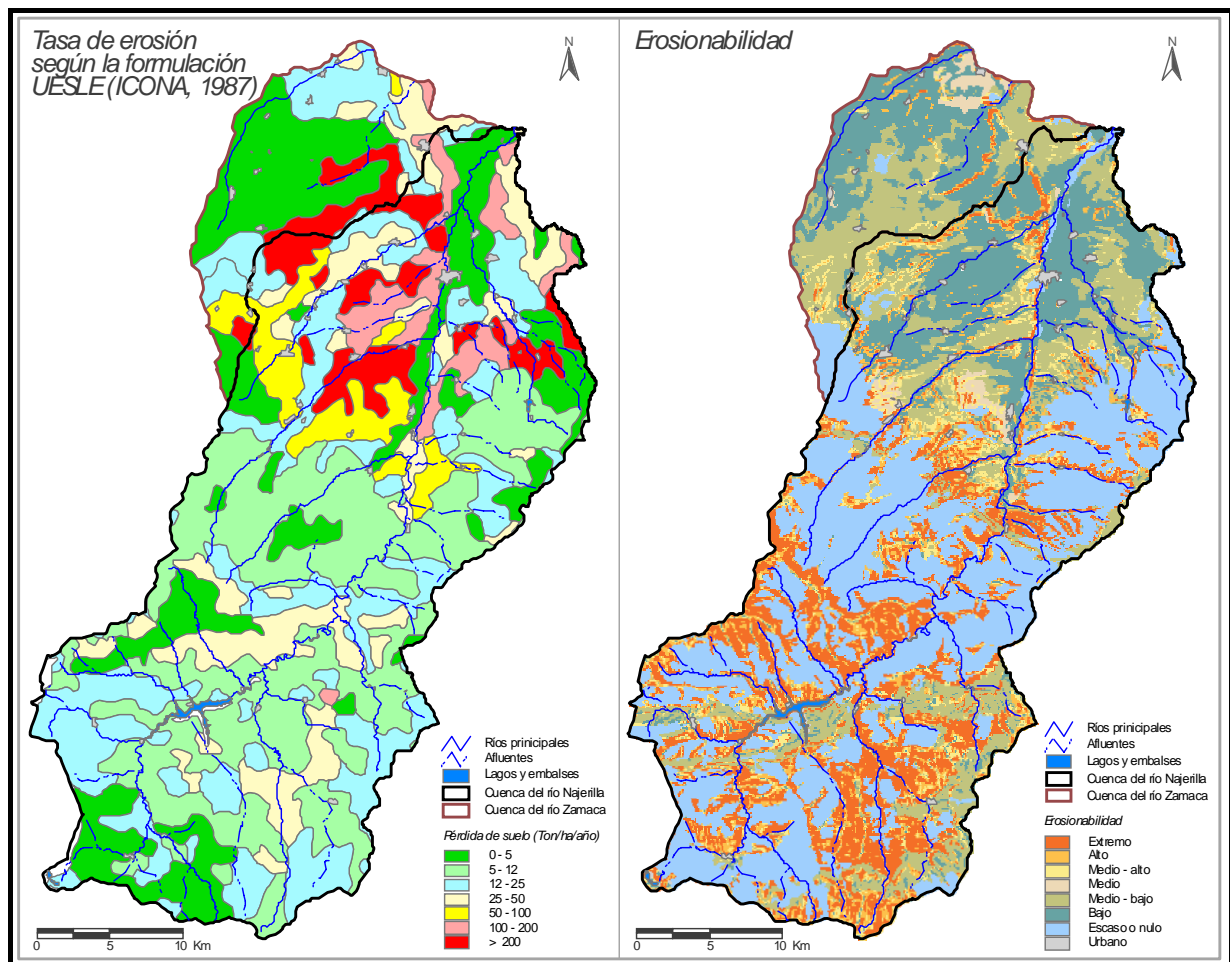 Tasa de erosión
según la formulación
UESLE (ICONA, 1987)
N
Ríos prinicipales
Afluentes
Lagos y embalses
Cuenca del río Najerilla
Cuenca del río Zamaca
Pérdida de suelo (Ton/ha/año)
0 - 5
5 - 12
12 - 25
25 - 50
50 - 100
100 - 200
> 200
0 5 10 Km
Erosionabilidad
N
Ríos prinicipales
Afluentes
Lagos y embalses
Cuenca del río Najerilla
Cuenca del río Zamaca
Erosionabilidad
Extremo
Alto
Medio - alto
Medio
Medio - bajo
Bajo
Escaso o nulo
Urbano
0 5 10 Km